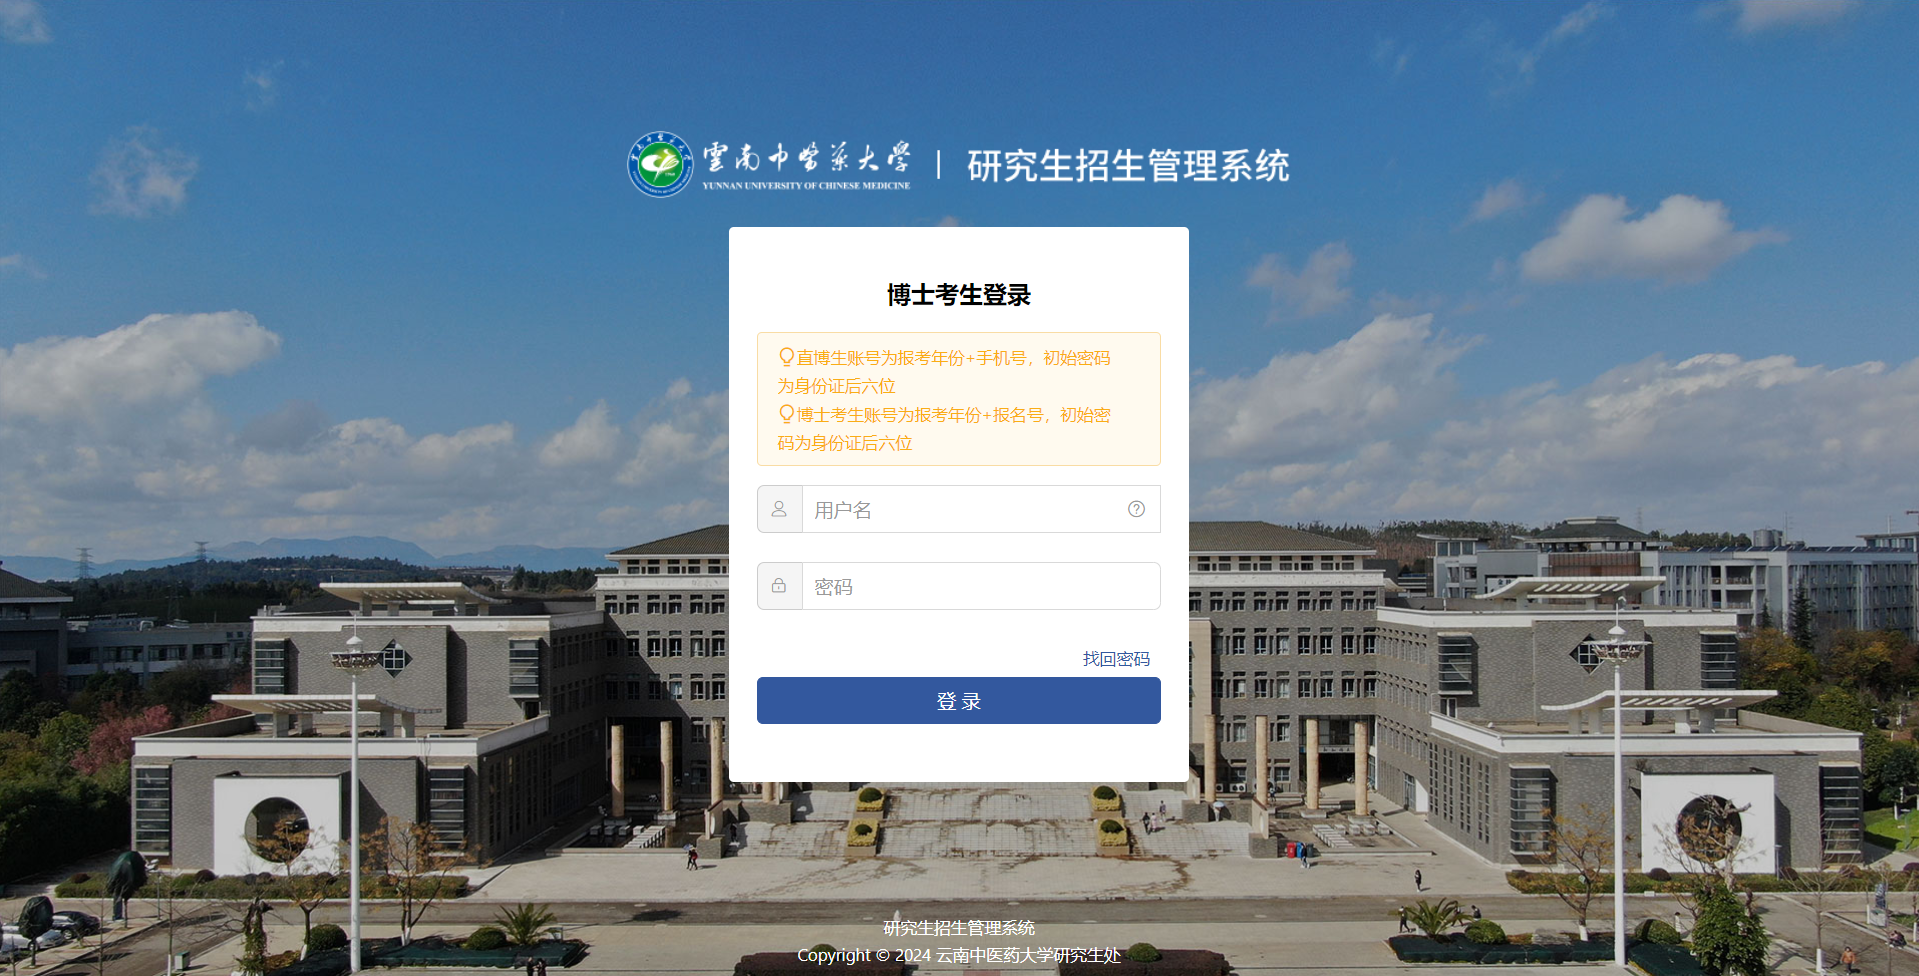 雲南中医药大学 | 研究生招生管理系统
YUNNAN UNIVERSITY OF CHINESE MEDICINE
博士考生登录
直博生账号为报考年份+手机号，初始密码
为身份证后六位
博士考生账号为报考年份+报名号，初始密
码为身份证后六位
用户名
密码
找回密码
登 录
研究生招生管理系统
Copyright © 2024 云南中医药大学研究生处